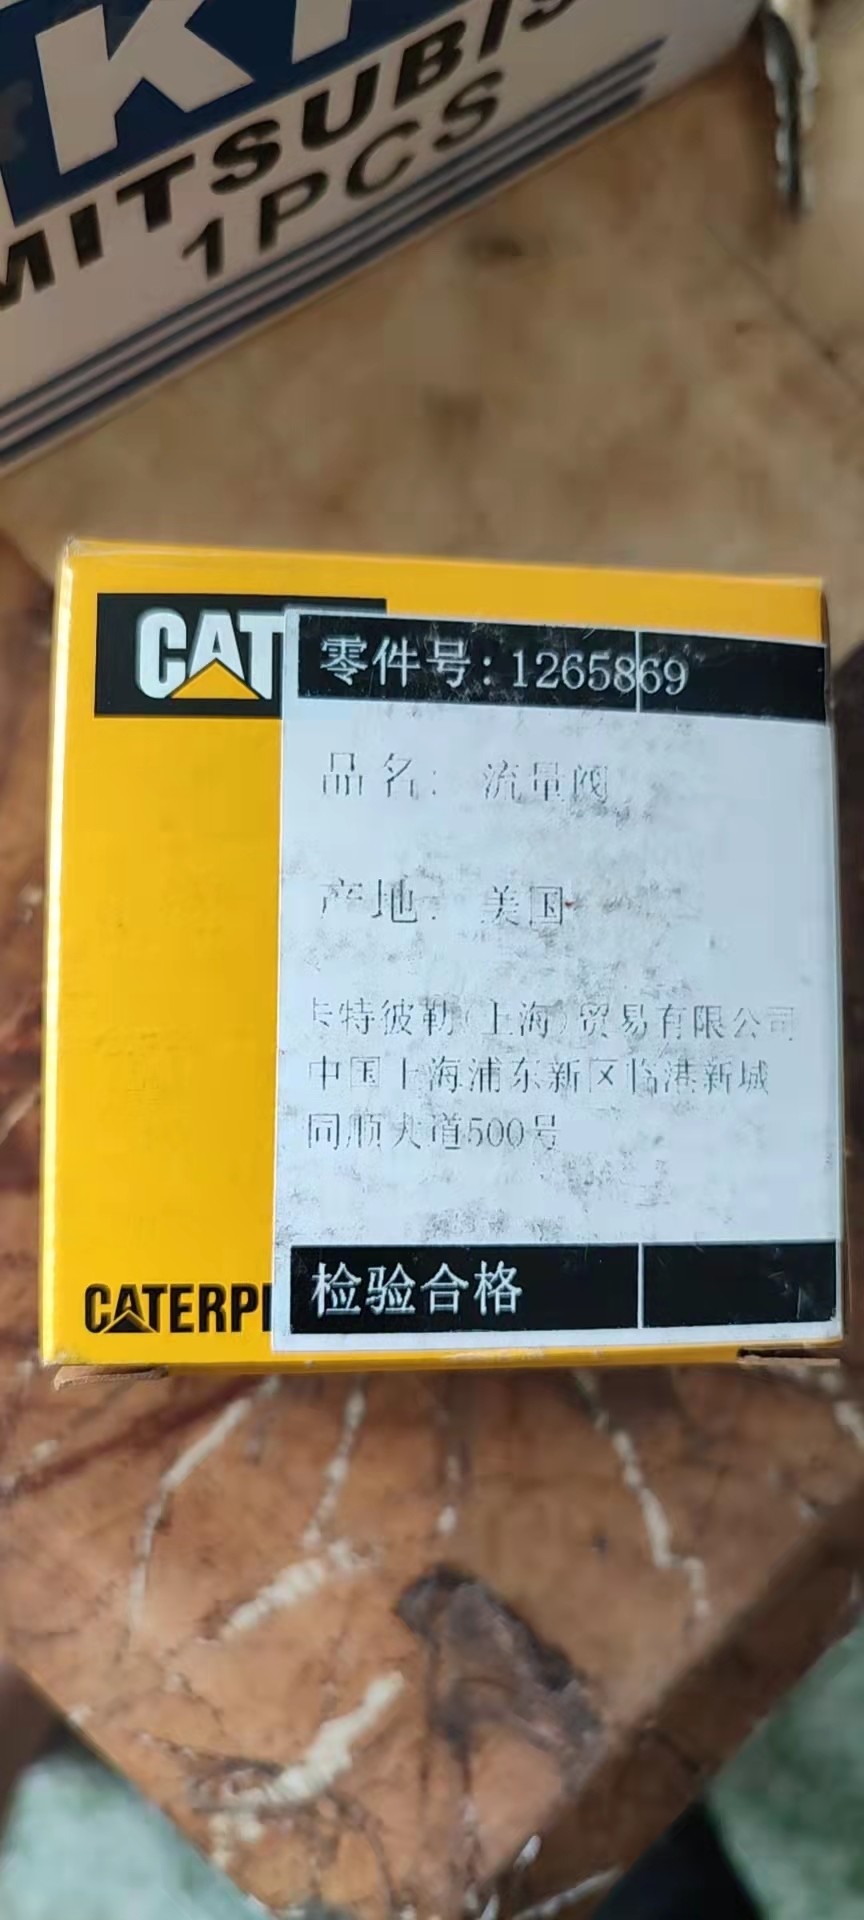 MITSUBIS
1PCS
CAT
零件号：1265869
品名： 流量阀
产地： 美国
卡特彼勒(上海)贸易有限公司
中国上海浦东新区临港新城
同顺大道500号
CATERPI
检验合格